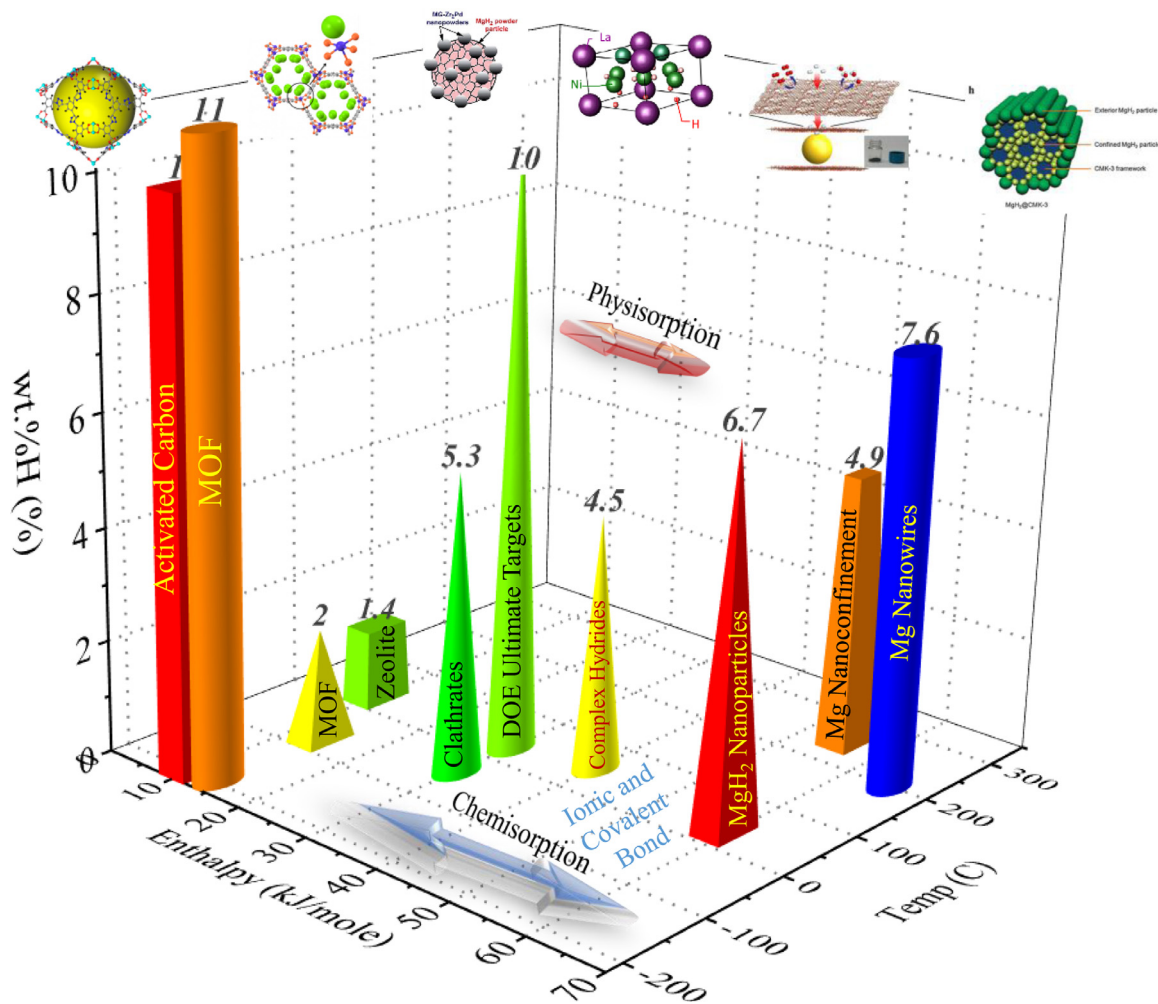 MG-Zr₂Pd
nanopowders
MgH₂ powder
particle
La
Ni
H
h
Exterior MgH₂ particle
Confined MgH₂ particle
CMK-3 framework
MgH₂@CMK-3
wt.%H (%)
10
8
6
4
2
0
11
10
7.6
6.7
5.3
4.9
4.5
2
1.4
Activated Carbon
MOF
MOF
Zeolite
Clathrates
DOE Ultimate Targets
Complex Hydrides
MgH₂ Nanoparticles
Mg Nanoconfinement
Mg Nanowires
Physisorption
Chemisorption
Ionic and
Covalent
Bond
Enthalpy (kJ/mole)
0
10
20
30
40
50
60
70
Temp (C)
-200
-100
0
100
200
300